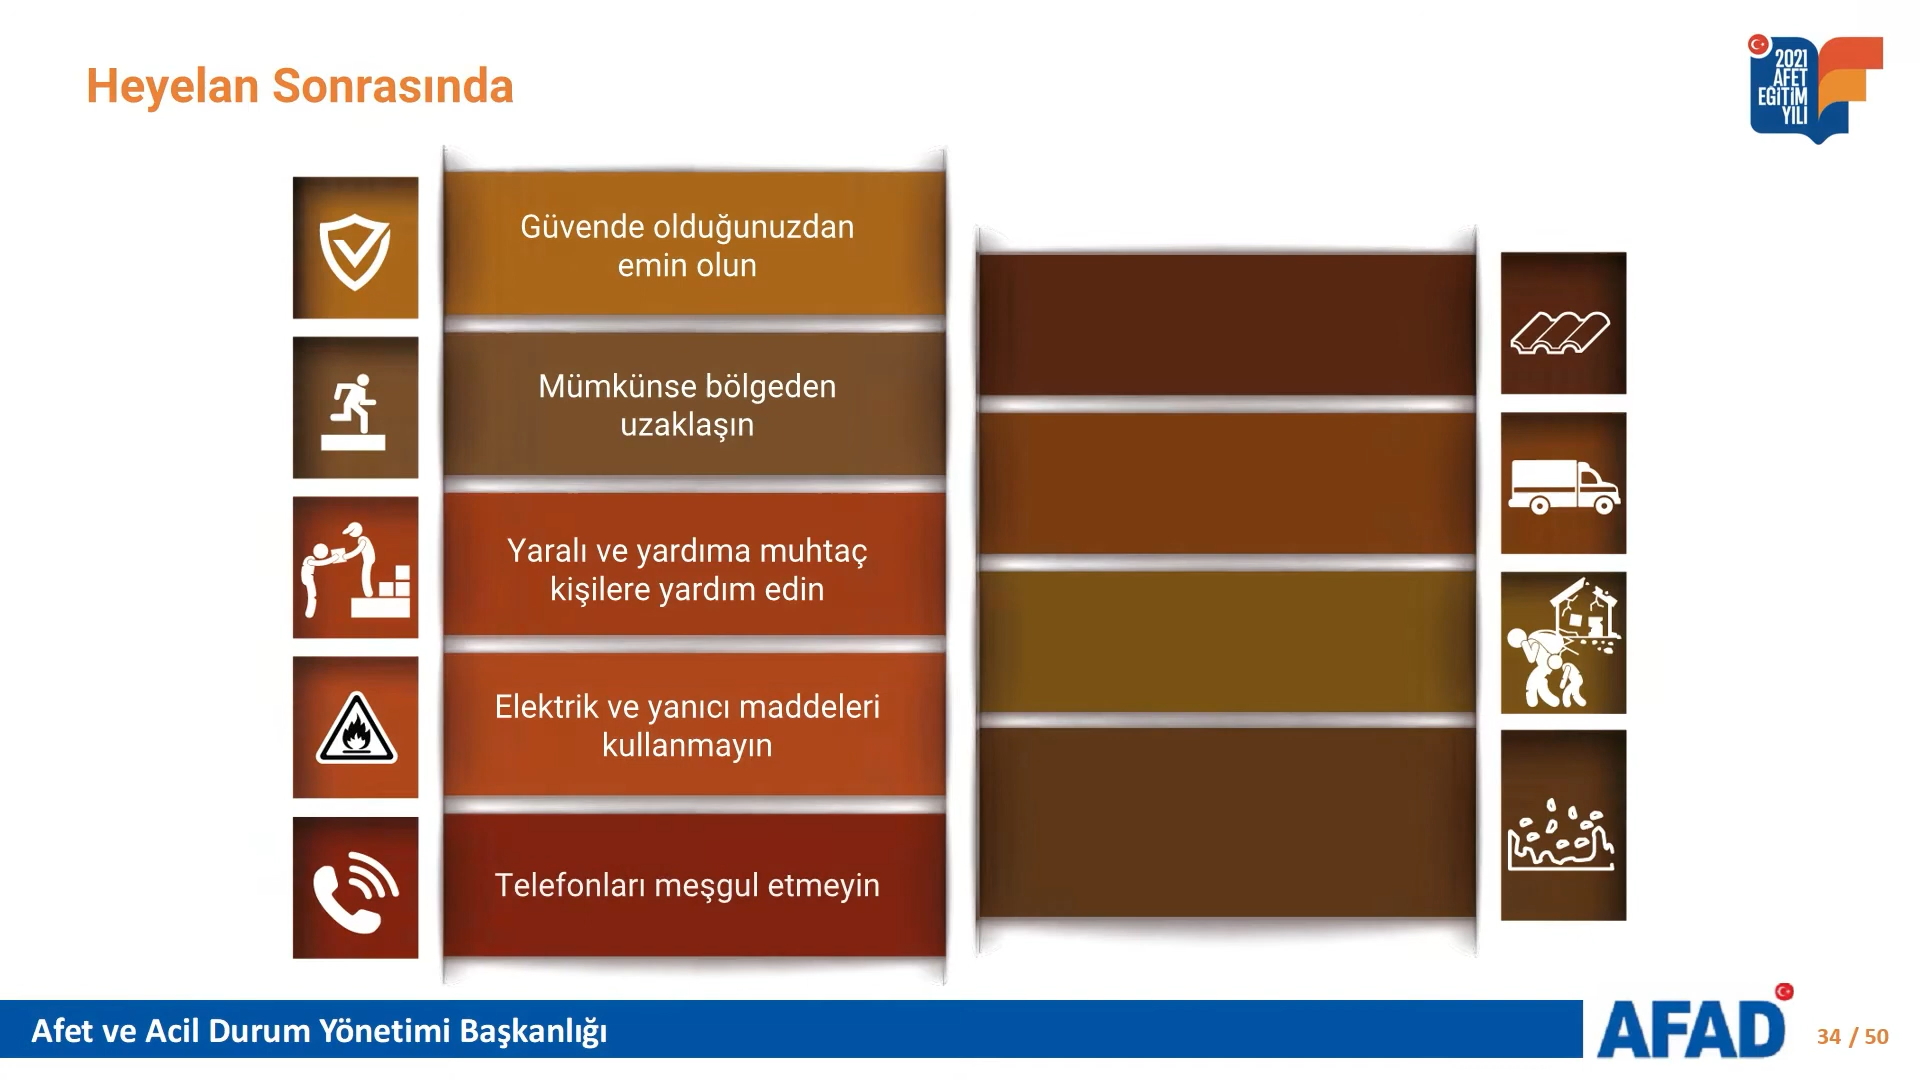 Heyelan Sonrasında
2021
AFET
EĞİTİM
YILI
Güvende olduğunuzdan
emin olun
Mümkünse bölgeden
uzaklaşın
Yaralı ve yardıma muhtaç
kişilere yardım edin
Elektrik ve yanıcı maddeleri
kullanmayın
Telefonları meşgul etmeyin
Afet ve Acil Durum Yönetimi Başkanlığı
AFAD
34 / 50